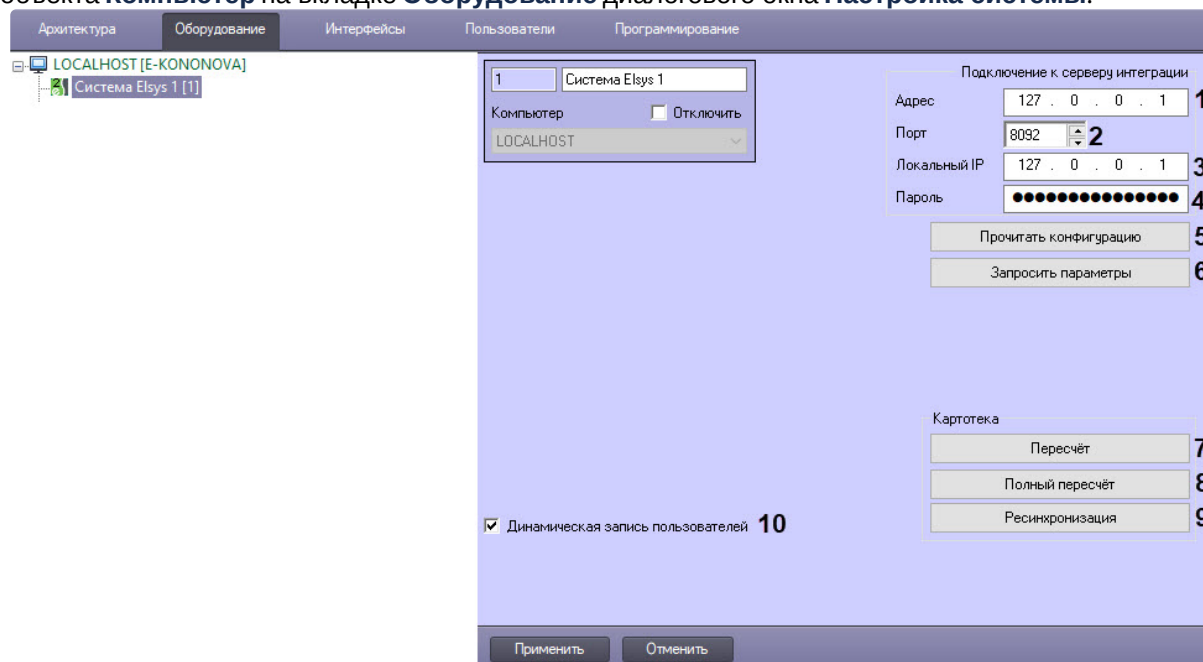 объекта Компьютер на вкладке Оборудование диалогового окна Настройка системы.
Архитектура Оборудование Интерфейсы Пользователи Программирование
LOCALHOST [E-KONONOVA]
Система Elsys 1 [1]
1 Система Elsys 1
Компьютер Отключить
LOCALHOST
Подключение к серверу интеграции
Адрес 127 . 0 . 0 . 1 1
Порт 8092 2
Локальный IP 127 . 0 . 0 . 1 3
Пароль ●●●●●●●●●●●●●●● 4
Прочитать конфигурацию 5
Запросить параметры 6
Картотека
Пересчёт 7
Полный пересчёт 8
Ресинхронизация 9
Динамическая запись пользователей 10
Применить Отменить